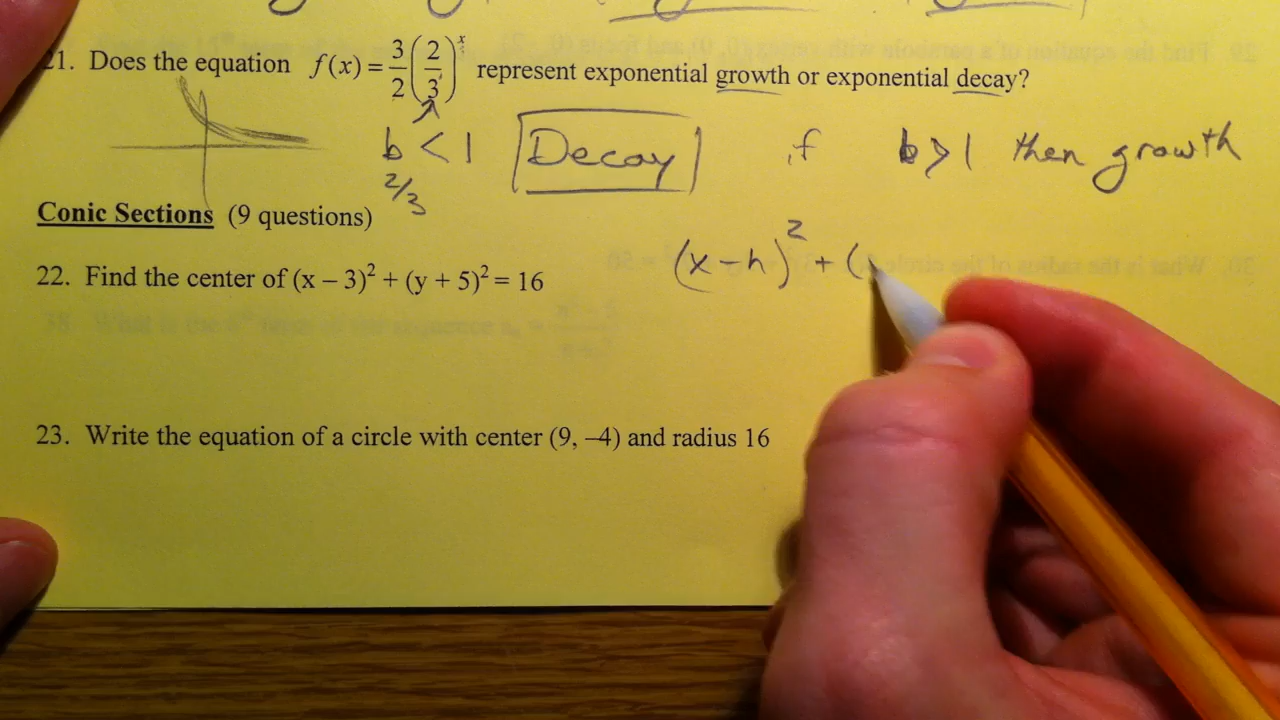 21. Does the equation f(x) = 3/2 (2/3)^x represent exponential growth or exponential decay?
b < 1 Decay if b > 1 then growth
2/3
Conic Sections (9 questions)
(x - h)² + (
22. Find the center of (x – 3)² + (y + 5)² = 16
23. Write the equation of a circle with center (9, –4) and radius 16